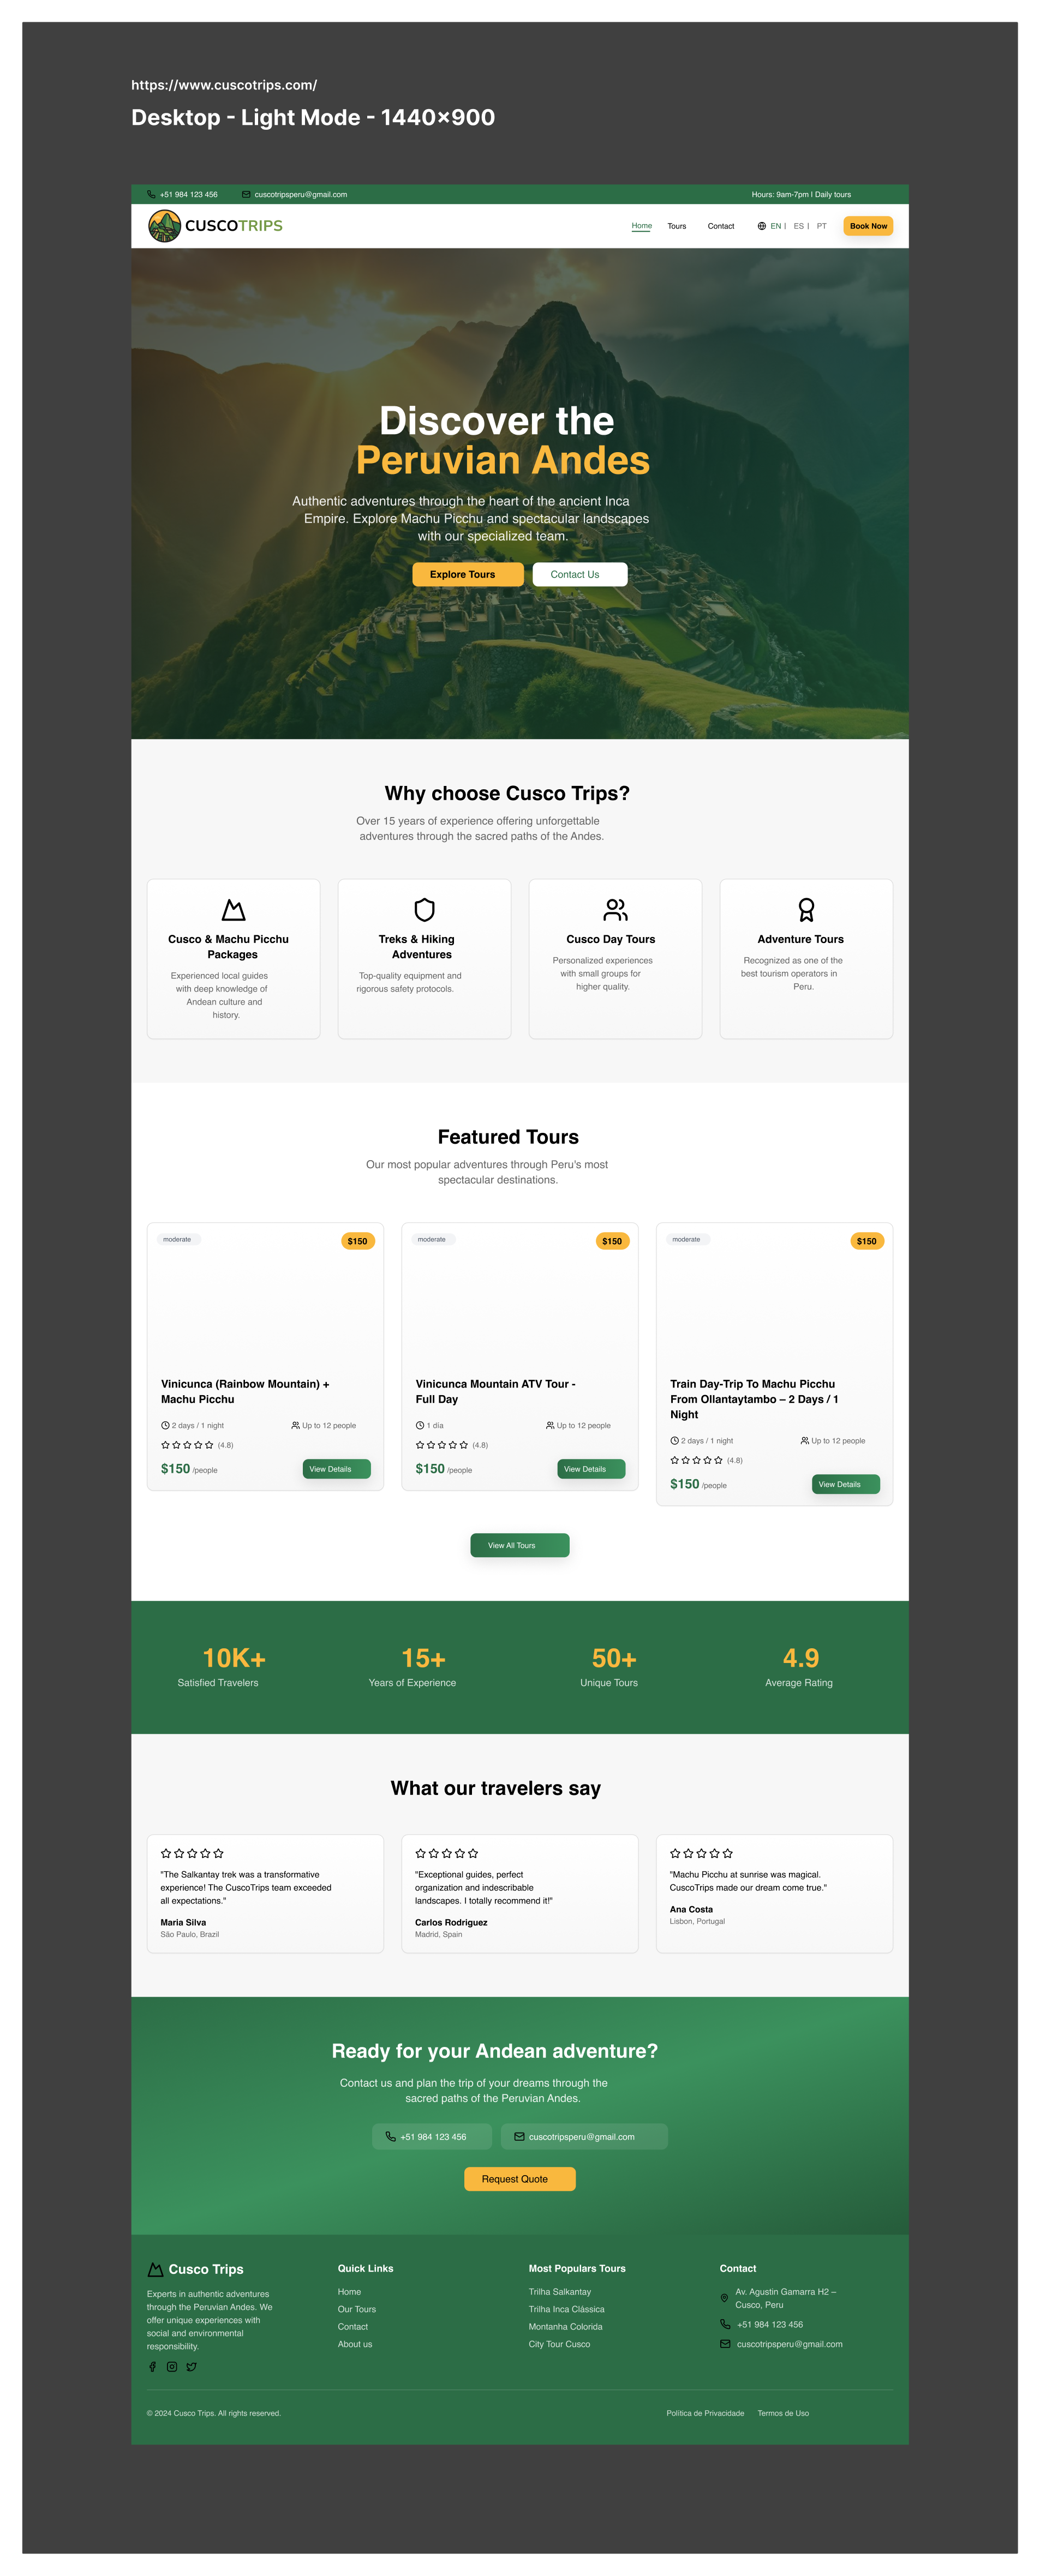 https://www.cuscotrips.com/
Desktop - Light Mode - 1440×900
+51 984 123 456
cuscotripsperu@gmail.com
Hours: 9am-7pm | Daily tours
CUSCOTRIPS
Home
Tours
Contact
EN |
ES |
PT
Book Now
Discover the
Peruvian Andes
Authentic adventures through the heart of the ancient Inca
Empire. Explore Machu Picchu and spectacular landscapes
with our specialized team.
Explore Tours
Contact Us
Why choose Cusco Trips?
Over 15 years of experience offering unforgettable
adventures through the sacred paths of the Andes.
Cusco & Machu Picchu
Packages
Experienced local guides
with deep knowledge of
Andean culture and
history.
Treks & Hiking
Adventures
Top-quality equipment and
rigorous safety protocols.
Cusco Day Tours
Personalized experiences
with small groups for
higher quality.
Adventure Tours
Recognized as one of the
best tourism operators in
Peru.
Featured Tours
Our most popular adventures through Peru's most
spectacular destinations.
moderate
$150
Vinicunca (Rainbow Mountain) +
Machu Picchu
2 days / 1 night
Up to 12 people
(4.8)
$150 /people
View Details
moderate
$150
Vinicunca Mountain ATV Tour -
Full Day
1 día
Up to 12 people
(4.8)
$150 /people
View Details
moderate
$150
Train Day-Trip To Machu Picchu
From Ollantaytambo – 2 Days / 1
Night
2 days / 1 night
Up to 12 people
(4.8)
$150 /people
View Details
View All Tours
10K+
Satisfied Travelers
15+
Years of Experience
50+
Unique Tours
4.9
Average Rating
What our travelers say
"The Salkantay trek was a transformative
experience! The CuscoTrips team exceeded
all expectations."
Maria Silva
São Paulo, Brazil
"Exceptional guides, perfect
organization and indescribable
landscapes. I totally recommend it!"
Carlos Rodriguez
Madrid, Spain
"Machu Picchu at sunrise was magical.
CuscoTrips made our dream come true."
Ana Costa
Lisbon, Portugal
Ready for your Andean adventure?
Contact us and plan the trip of your dreams through the
sacred paths of the Peruvian Andes.
+51 984 123 456
cuscotripsperu@gmail.com
Request Quote
Cusco Trips
Experts in authentic adventures
through the Peruvian Andes. We
offer unique experiences with
social and environmental
responsibility.
Quick Links
Home
Our Tours
Contact
About us
Most Populars Tours
Trilha Salkantay
Trilha Inca Clássica
Montanha Colorida
City Tour Cusco
Contact
Av. Agustin Gamarra H2 –
Cusco, Peru
+51 984 123 456
cuscotripsperu@gmail.com
© 2024 Cusco Trips. All rights reserved.
Política de Privacidade
Termos de Uso